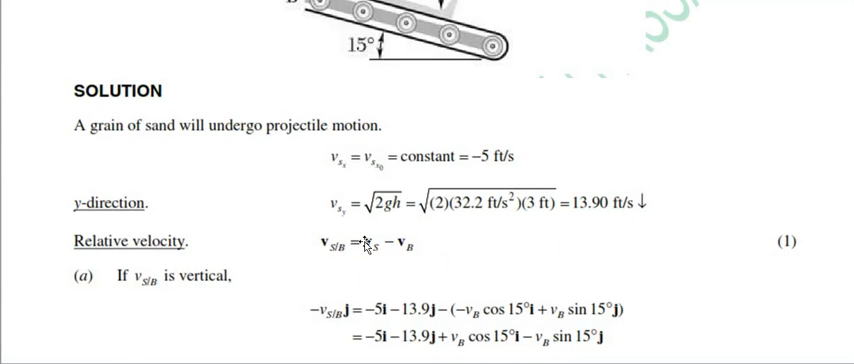 15°
SOLUTION
A grain of sand will undergo projectile motion.
v_{s_x} = v_{s_{x_0}} = constant = −5 ft/s
y-direction. v_{s_y} = √2gh = √(2)(32.2 ft/s²)(3 ft) = 13.90 ft/s ↓
Relative velocity. v_{S/B} = v_S − v_B (1)
(a) If v_{S/B} is vertical,
−v_{S/B}j = −5i − 13.9j − (−v_B cos 15°i + v_B sin 15°j)
= −5i − 13.9j + v_B cos 15°i − v_B sin 15°j